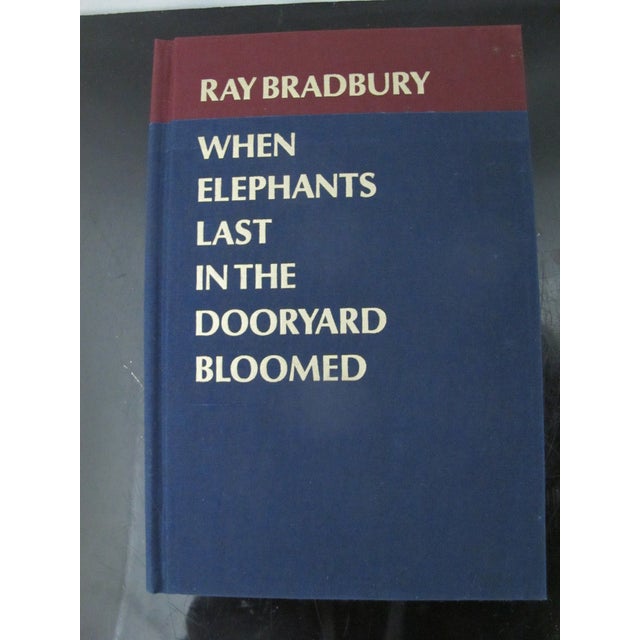 RAY BRADBURY
WHEN
ELEPHANTS
LAST
IN THE
DOORYARD
BLOOMED